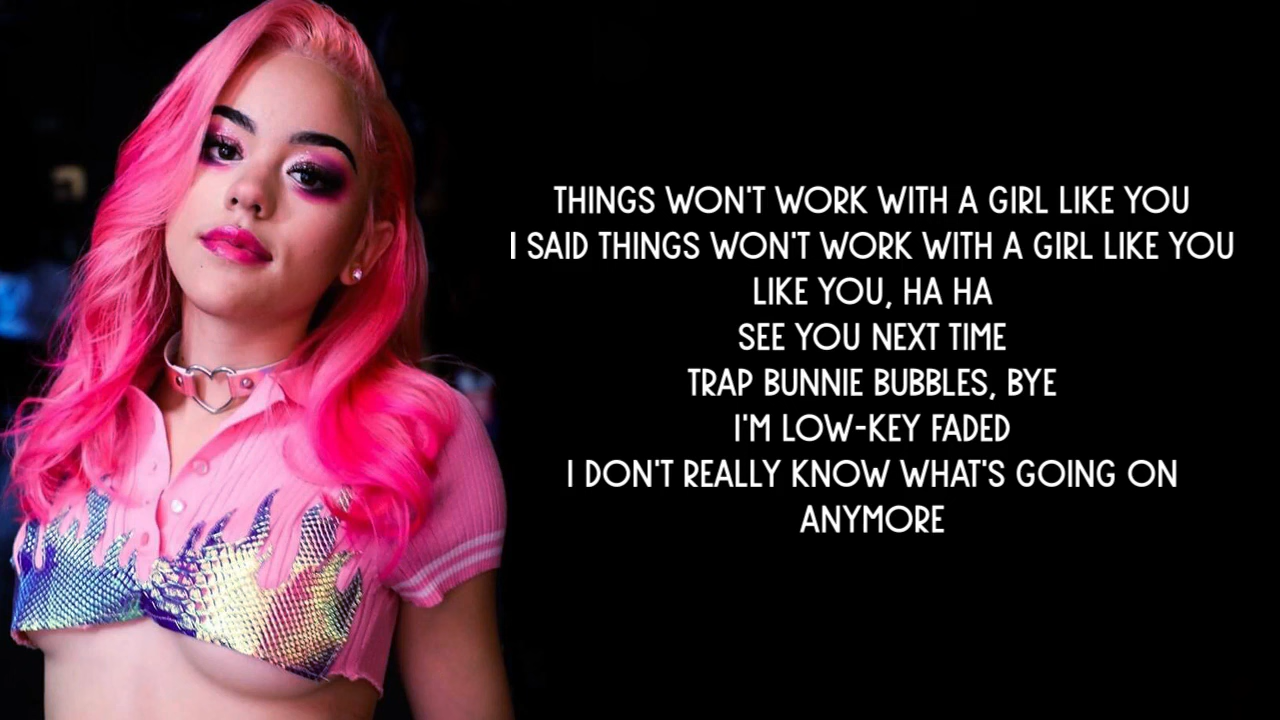 THINGS WON'T WORK WITH A GIRL LIKE YOU
I SAID THINGS WON'T WORK WITH A GIRL LIKE YOU
LIKE YOU, HA HA
SEE YOU NEXT TIME
TRAP BUNNIE BUBBLES, BYE
I'M LOW-KEY FADED
I DON'T REALLY KNOW WHAT'S GOING ON
ANYMORE